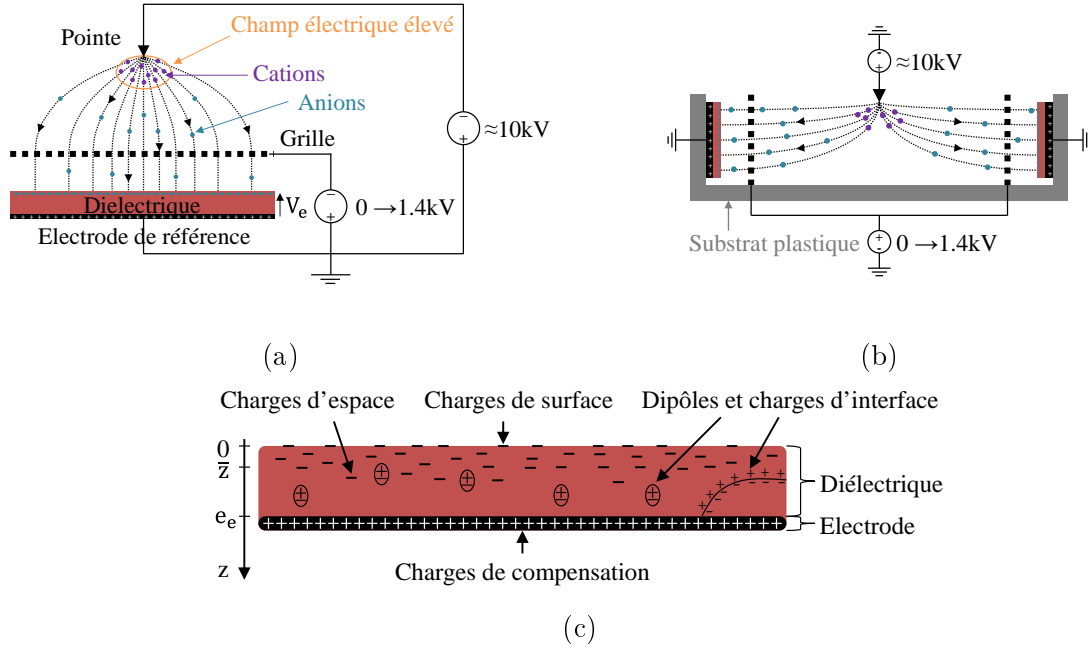 Pointe
Champ électrique élevé
Cations
Anions
Grille
≈10kV
Dielectrique
V_e
0 →1.4kV
Electrode de référence
(a)
≈10kV
Substrat plastique
0 →1.4kV
(b)
Charges d'espace
Charges de surface
Dipôles et charges d'interface
0
z̅
e_e
z
Diélectrique
Electrode
Charges de compensation
(c)